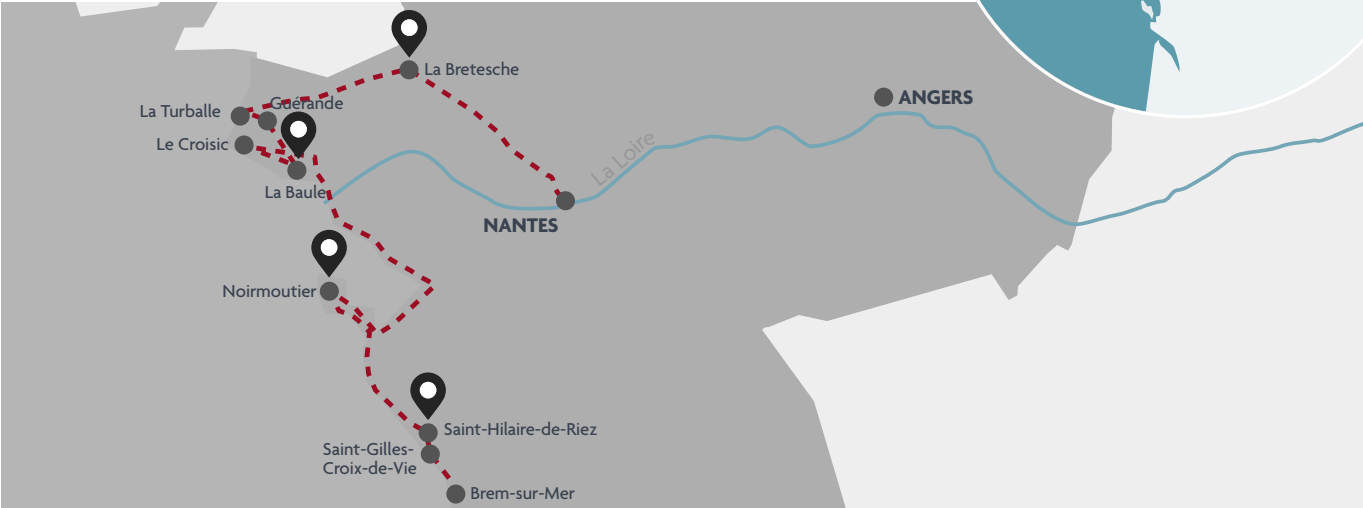 La Bretesche
ANGERS
Guérande
La Turballe
Le Croisic
La Loire
La Baule
NANTES
Noirmoutier
Saint-Hilaire-de-Riez
Saint-Gilles-
Croix-de-Vie
Brem-sur-Mer